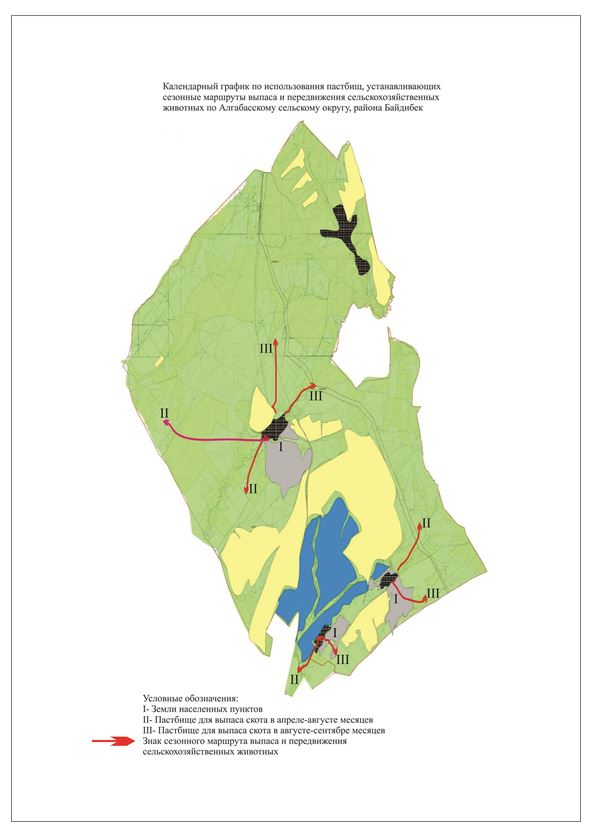 Календарный график по использования пастбищ, устанавливающих
сезонные маршруты выпаса и передвижения сельскохозяйственных
животных по Алгабасскому сельскому округу, района Байдибек
III
III
II
I
II
II
I
III
I
III
II
Условные обозначения:
I- Земли населенных пунктов
II- Пастбище для выпаса скота в апреле-августе месяцев
III- Пастбище для выпаса скота в августе-сентябре месяцев
Знак сезонного маршрута выпаса и передвижения
сельскохозяйственных животных